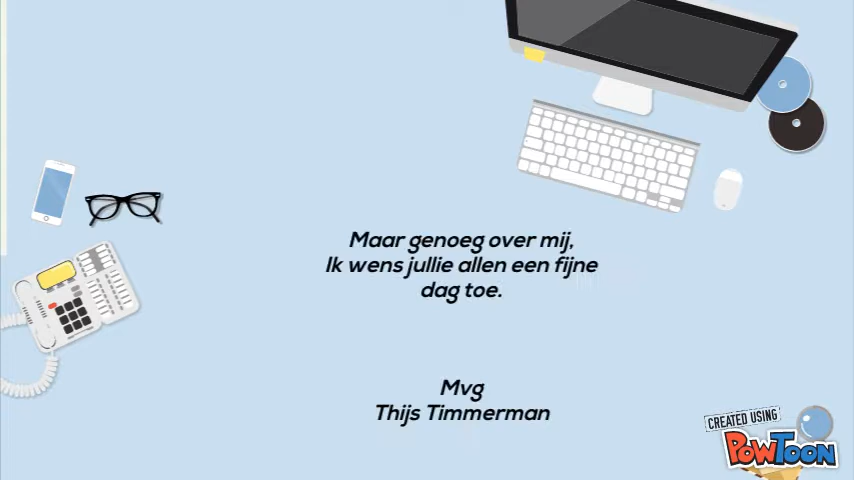 Maar genoeg over mij,
Ik wens jullie allen een fijne
dag toe.
Mvg
Thijs Timmerman
CREATED USING
POWTOON